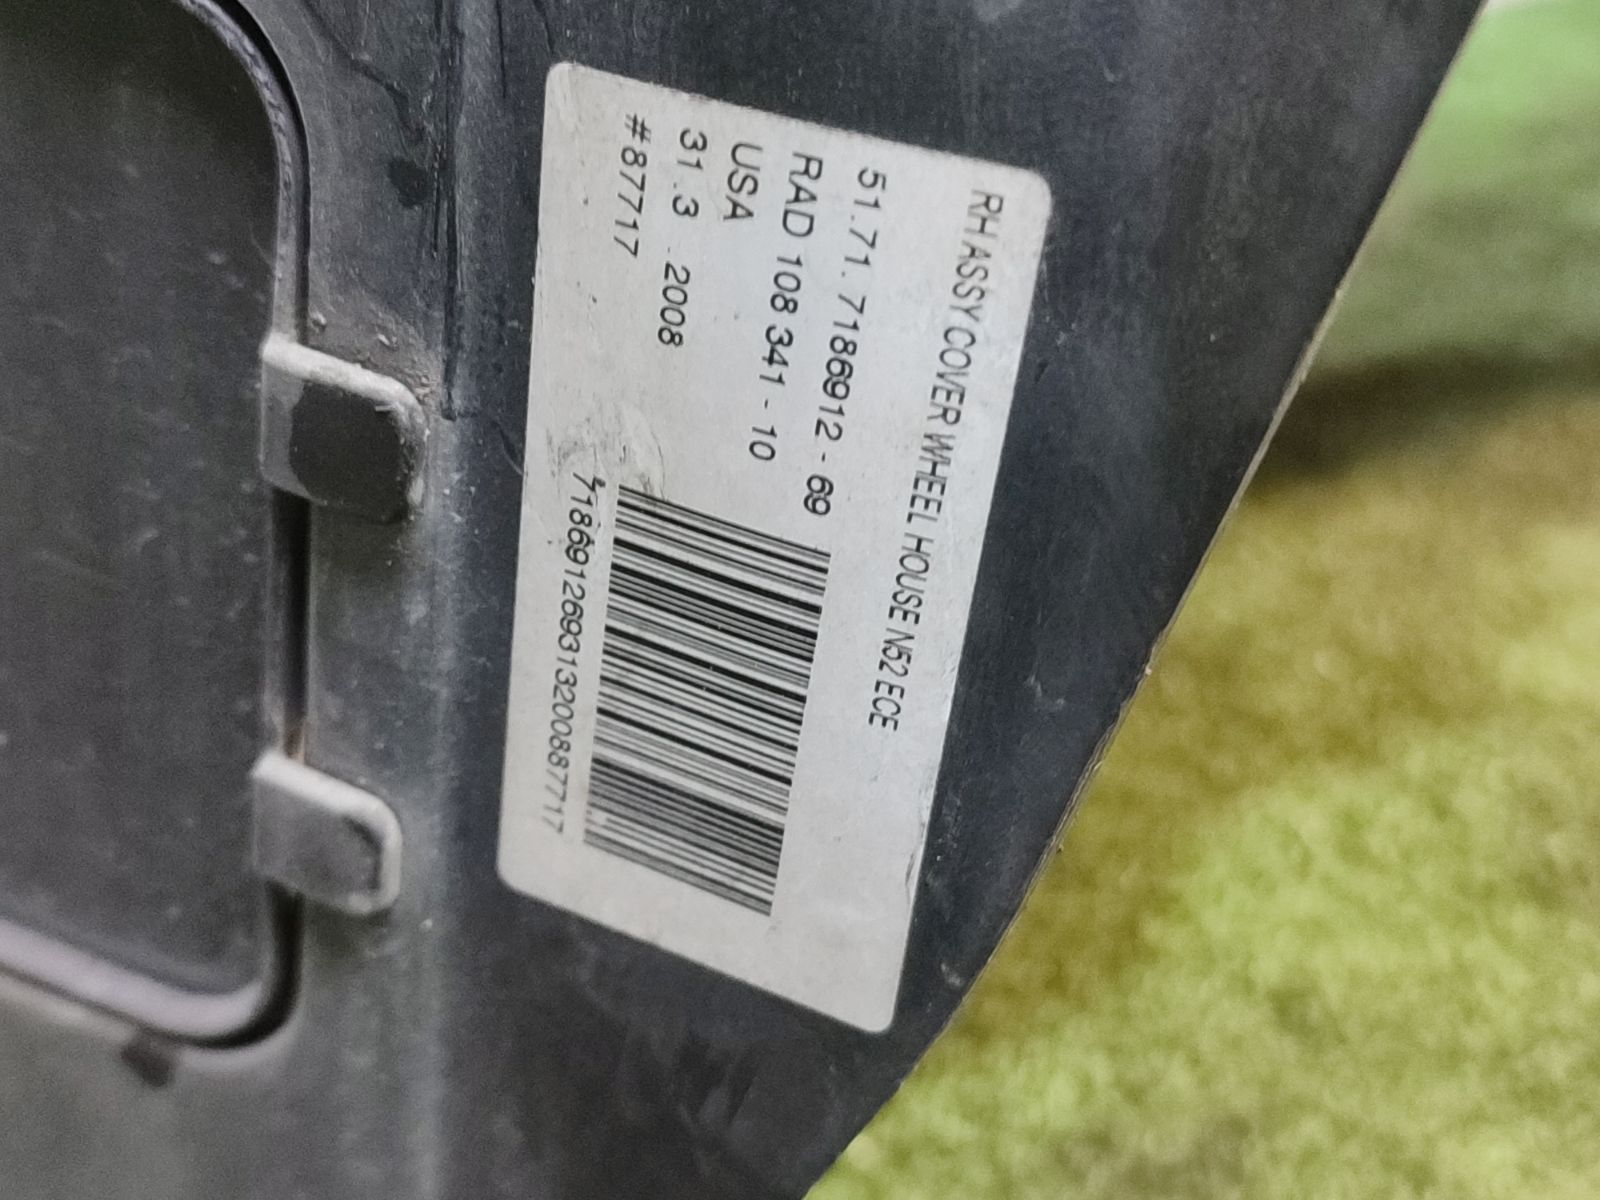 RH ASSY COVER WHEEL HOUSE N52 ECE
51.71. 7186912 - 69
RAD 108 341 - 10
USA
31 .3 .2008
#87717
718691269313200887717